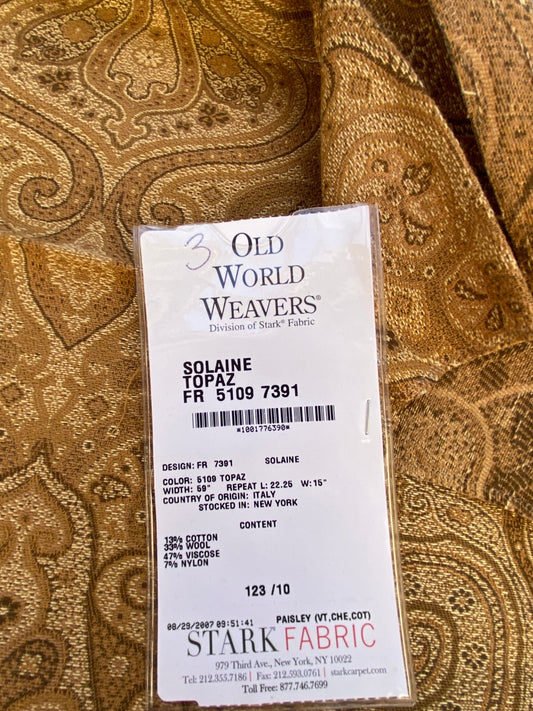 3
OLD
WORLD
WEAVERS®
Division of Stark® Fabric
SOLAINE
TOPAZ
FR 5109 7391
*1001776390*
DESIGN: FR 7391 SOLAINE
COLOR: 5109 TOPAZ
WIDTH: 59" REPEAT L: 22.25 W: 15"
COUNTRY OF ORIGIN: ITALY
STOCKED IN: NEW YORK
CONTENT
13% COTTON
33% WOOL
47% VISCOSE
7% NYLON
123 /10
08/29/2007 09:51:41 PAISLEY (VT,CHE,COT)
STARK FABRIC
979 Third Ave., New York, NY 10022
Tel: 212.355.7186 | Fax: 212.593.0761 | starkcarpet.com
Toll Free: 877.746.7699